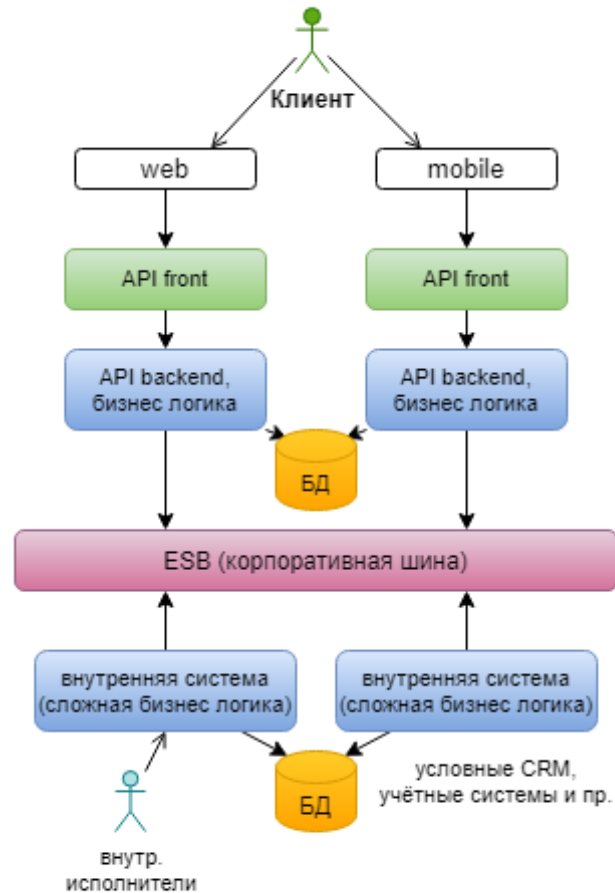 Клиент
web
mobile
API front
API front
API backend,
бизнес логика
API backend,
бизнес логика
БД
ESB (корпоративная шина)
внутренняя система
(сложная бизнес логика)
внутренняя система
(сложная бизнес логика)
БД
условные CRM,
учётные системы и пр.
внутр.
исполнители